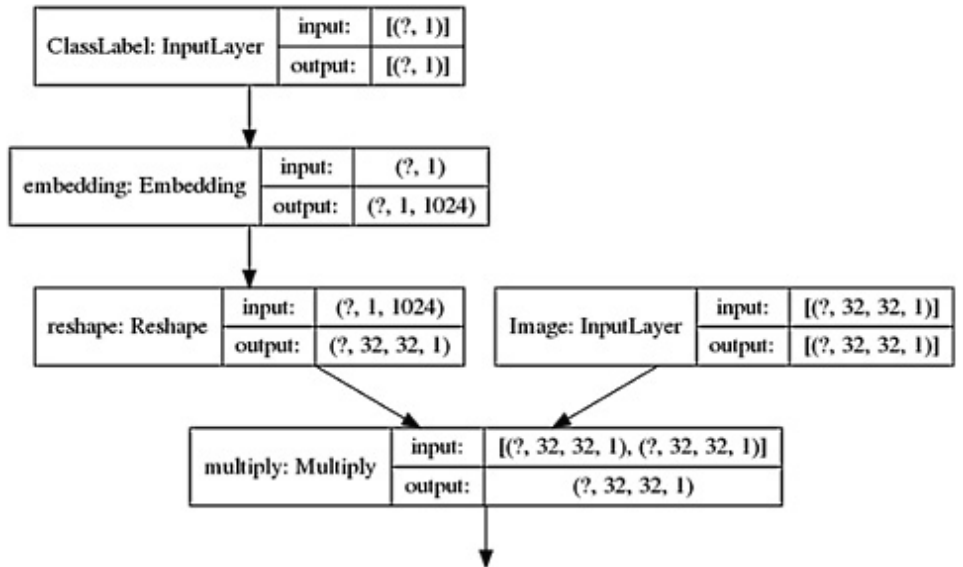 ClassLabel: InputLayer
input: [(?, 1)]
output: [(?, 1)]
embedding: Embedding
input: (?, 1)
output: (?, 1, 1024)
reshape: Reshape
input: (?, 1, 1024)
output: (?, 32, 32, 1)
Image: InputLayer
input: [(?, 32, 32, 1)]
output: [(?, 32, 32, 1)]
multiply: Multiply
input: [(?, 32, 32, 1), (?, 32, 32, 1)]
output: (?, 32, 32, 1)